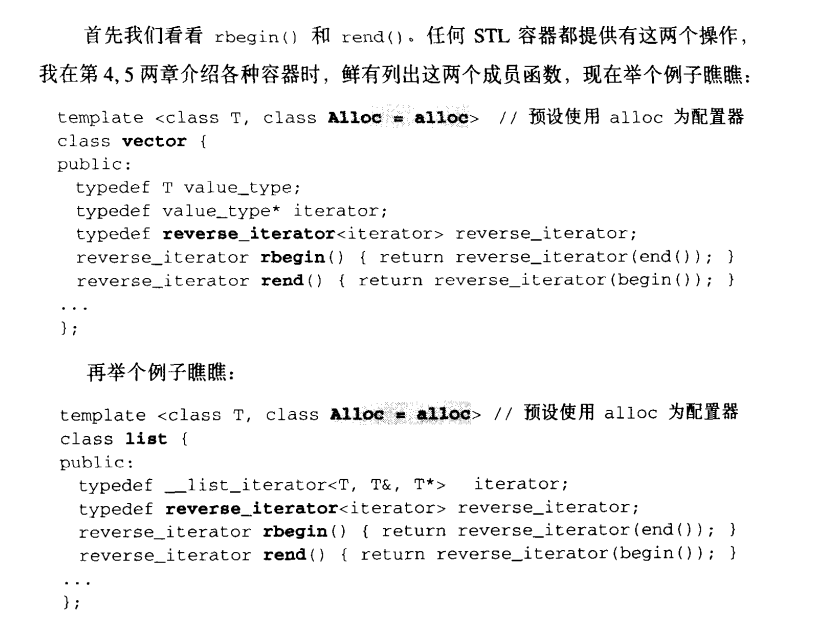 首先我们看看 rbegin() 和 rend()。任何 STL 容器都提供有这两个操作，
我在第 4, 5 两章介绍各种容器时，鲜有列出这两个成员函数，现在举个例子瞧瞧：
template <class T, class Alloc = alloc> // 预设使用 alloc 为配置器
class vector {
public:
typedef T value_type;
typedef value_type* iterator;
typedef reverse_iterator<iterator> reverse_iterator;
reverse_iterator rbegin() { return reverse_iterator(end()); }
reverse_iterator rend() { return reverse_iterator(begin()); }
...
};
再举个例子瞧瞧：
template <class T, class Alloc = alloc> // 预设使用 alloc 为配置器
class list {
public:
typedef __list_iterator<T, T&, T*> iterator;
typedef reverse_iterator<iterator> reverse_iterator;
reverse_iterator rbegin() { return reverse_iterator(end()); }
reverse_iterator rend() { return reverse_iterator(begin()); }
...
};